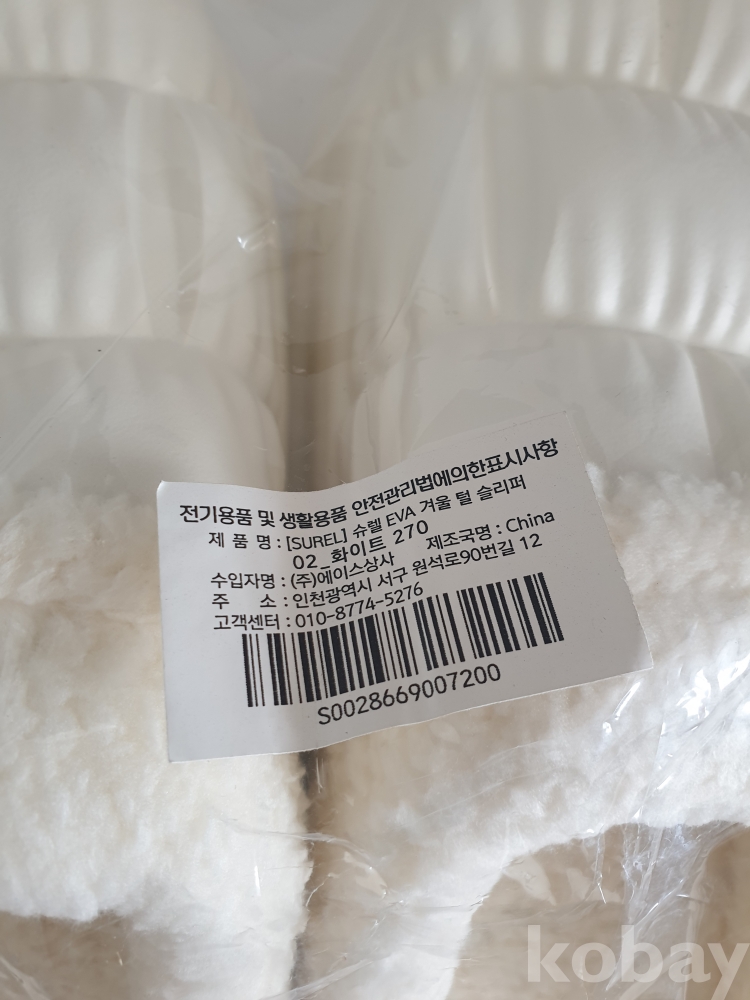 전기용품 및 생활용품 안전관리법에의한표시사항
제 품 명 : [SUREL] 슈렐 EVA 겨울 털 슬리퍼
02_화이트 270
수입자명 : (주)에이스상사 제조국명 : China
주 소 : 인천광역시 서구 원석로90번길 12
고객센터 : 010-8774-5276
S0028669007200
kobay